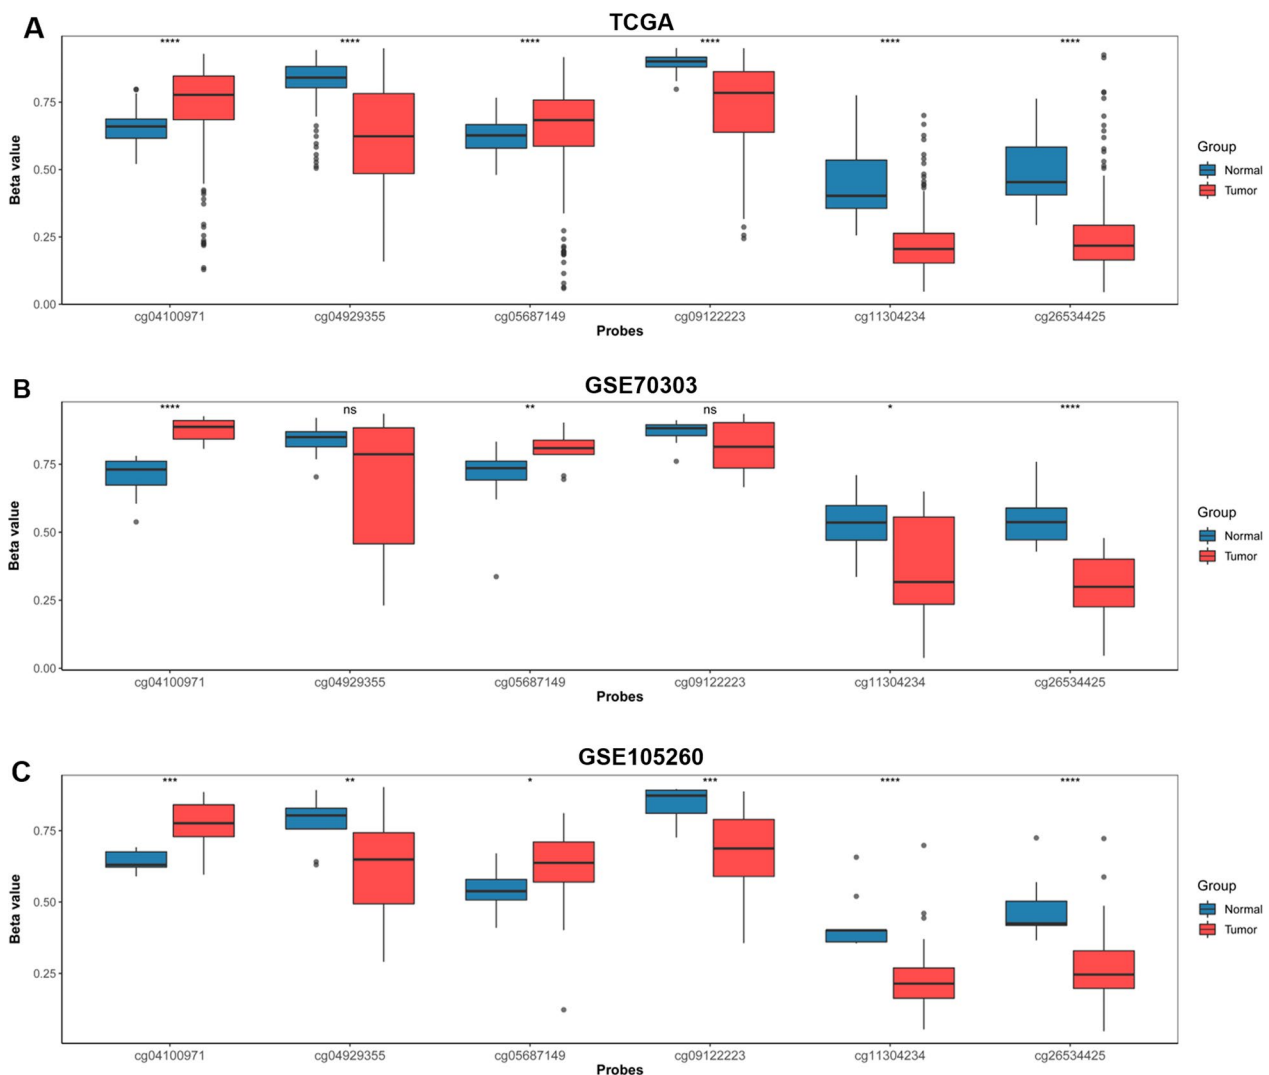 A
TCGA
**** **** **** **** **** ****
0.75
0.50
0.25
0.00
Beta value
cg04100971 cg04929355 cg05687149 cg09122223 cg11304234 cg26534425
Probes
Group
Normal
Tumor
B
GSE70303
**** ns ** ns * ****
0.75
0.50
0.25
0.00
Beta value
cg04100971 cg04929355 cg05687149 cg09122223 cg11304234 cg26534425
Probes
Group
Normal
Tumor
C
GSE105260
*** ** * *** **** ****
0.75
0.50
0.25
Beta value
cg04100971 cg04929355 cg05687149 cg09122223 cg11304234 cg26534425
Probes
Group
Normal
Tumor